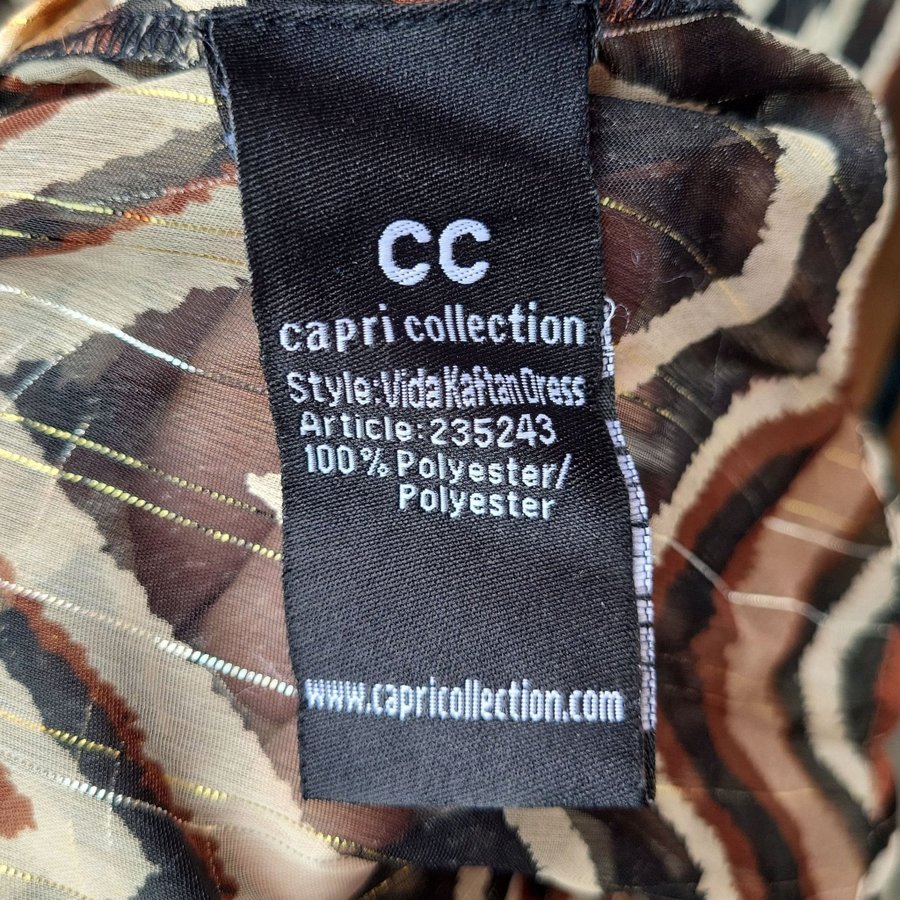 CC
capri collection
Style:Vida Kaftan Dress
Article:235243
100% Polyester/
Polyester
www.capricollection.com